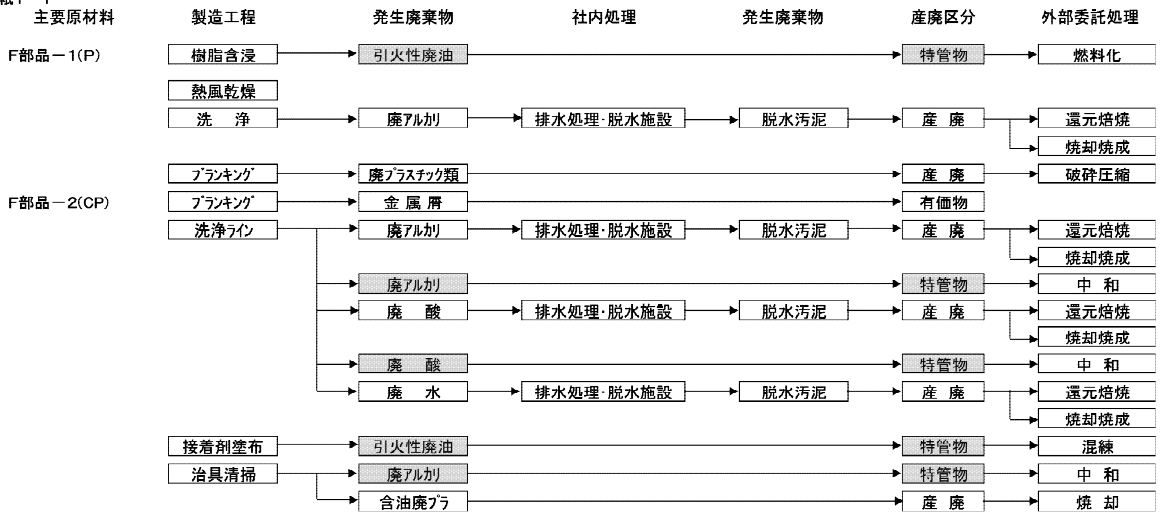 主要原材料 製造工程 発生廃棄物 社内処理 発生廃棄物 産廃区分 外部委託処理
F部品－1(P) 樹脂含浸 引火性廃油 特管物 燃料化
熱風乾燥
洗 浄 廃アルカリ 排水処理・脱水施設 脱水汚泥 産 廃 還元焙焼
焼却焼成
ブランキング 廃プラスチック類 産 廃 破砕圧縮
F部品－2(CP) ブランキング 金 属 屑 有価物
洗浄ライン 廃アルカリ 排水処理・脱水施設 脱水汚泥 産 廃 還元焙焼
焼却焼成
廃アルカリ 特管物 中 和
廃 酸 排水処理・脱水施設 脱水汚泥 産 廃 還元焙焼
焼却焼成
廃 酸 特管物 中 和
廃 水 排水処理・脱水施設 脱水汚泥 産 廃 還元焙焼
焼却焼成
接着剤塗布 引火性廃油 特管物 混練
治具清掃 廃アルカリ 特管物 中 和
含油廃プラ 産 廃 焼 却